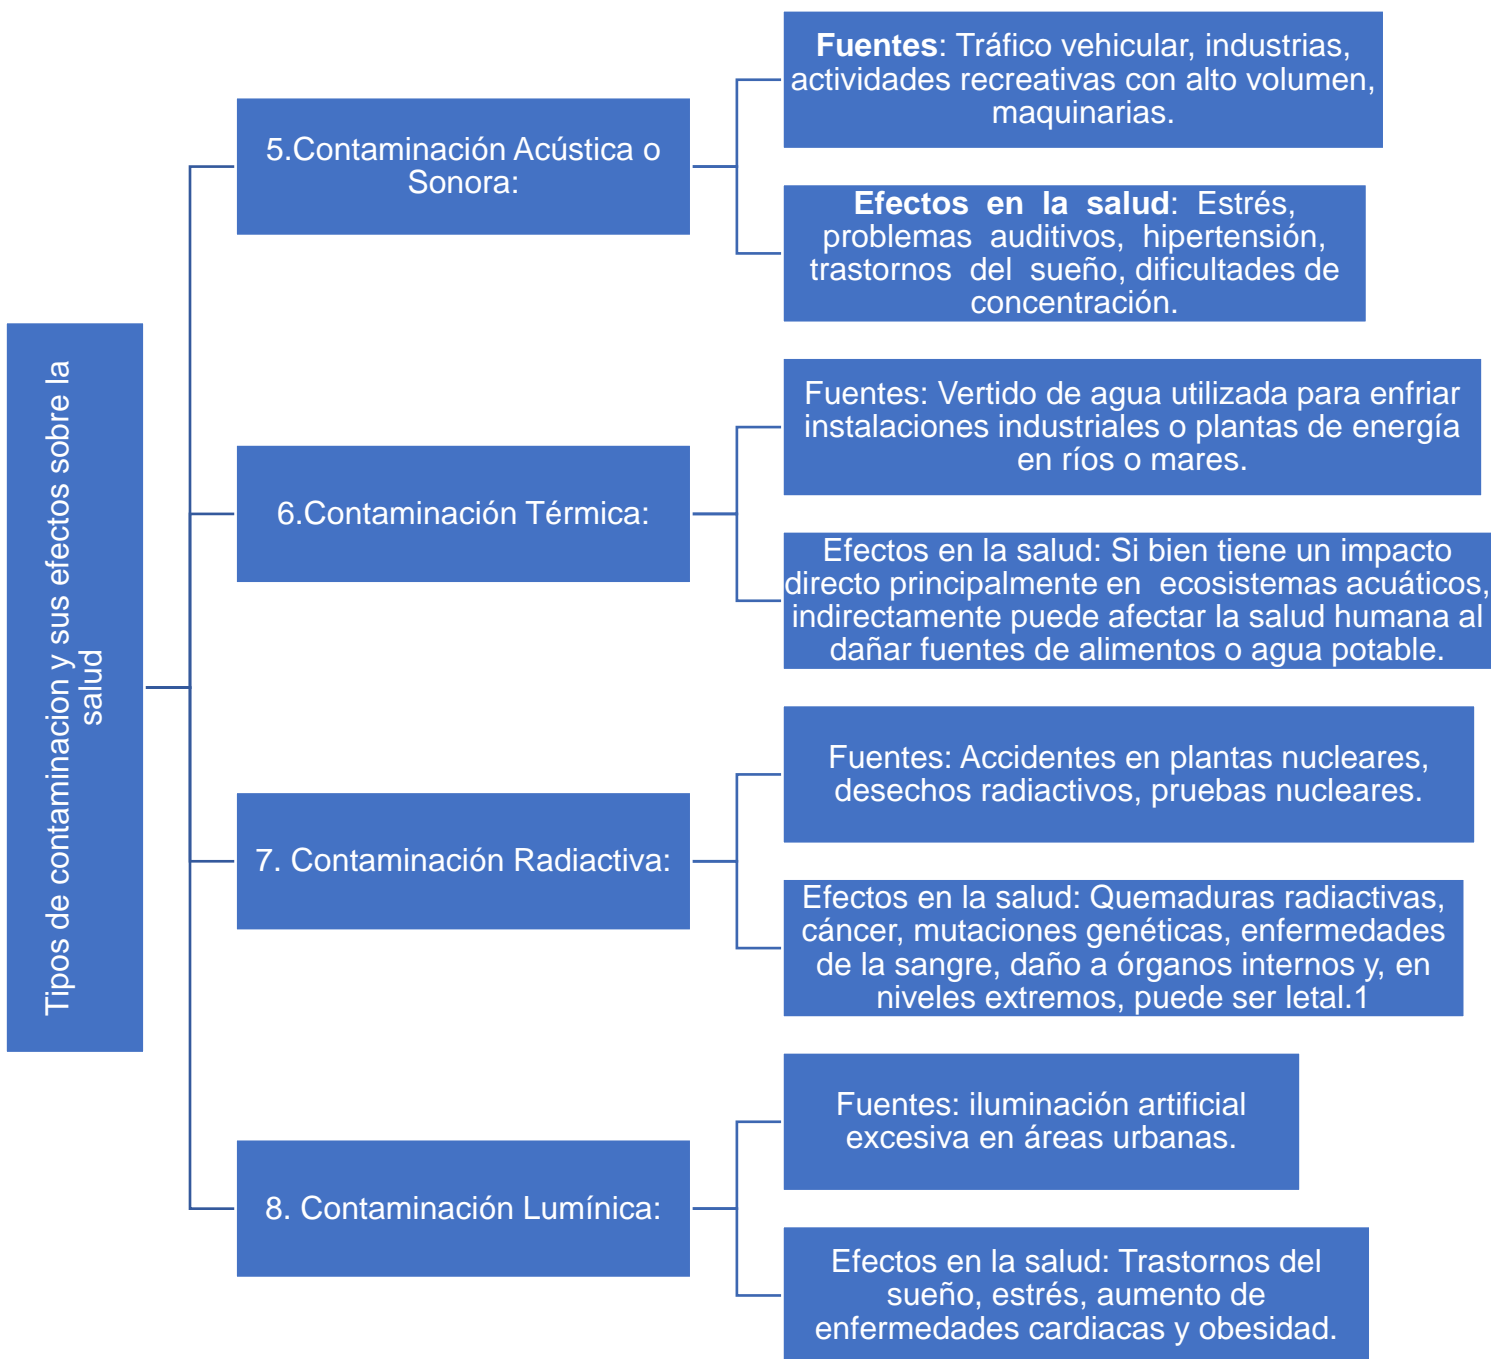 Tipos de contaminacion y sus efectos sobre la
salud
5.Contaminación Acústica o
Sonora:
Fuentes: Tráfico vehicular, industrias,
actividades recreativas con alto volumen,
maquinarias.
Efectos en la salud: Estrés,
problemas auditivos, hipertensión,
trastornos del sueño, dificultades de
concentración.
6.Contaminación Térmica:
Fuentes: Vertido de agua utilizada para enfriar
instalaciones industriales o plantas de energía
en ríos o mares.
Efectos en la salud: Si bien tiene un impacto
directo principalmente en ecosistemas acuáticos,
indirectamente puede afectar la salud humana al
dañar fuentes de alimentos o agua potable.
7. Contaminación Radiactiva:
Fuentes: Accidentes en plantas nucleares,
desechos radiactivos, pruebas nucleares.
Efectos en la salud: Quemaduras radiactivas,
cáncer, mutaciones genéticas, enfermedades
de la sangre, daño a órganos internos y, en
niveles extremos, puede ser letal.1
8. Contaminación Lumínica:
Fuentes: iluminación artificial
excesiva en áreas urbanas.
Efectos en la salud: Trastornos del
sueño, estrés, aumento de
enfermedades cardiacas y obesidad.